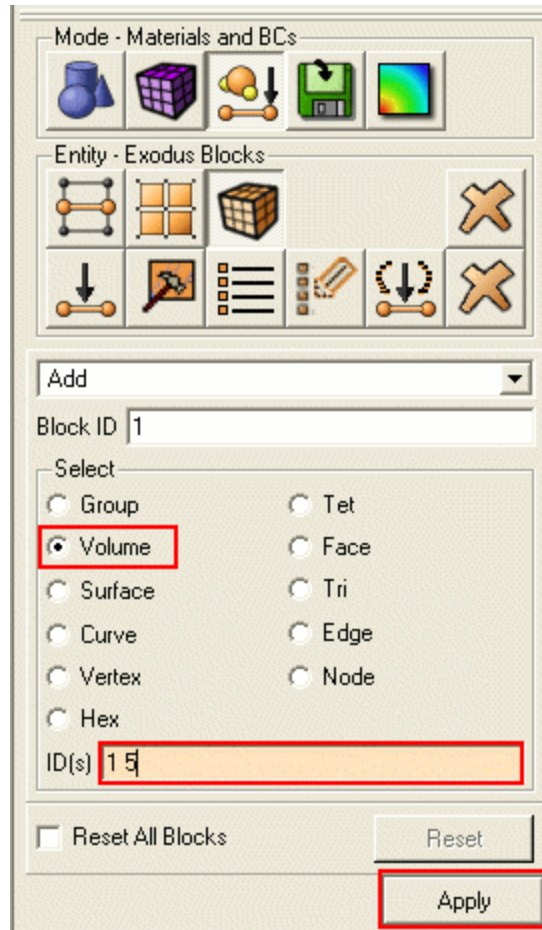 Mode - Materials and BCs
Entity - Exodus Blocks
Add
Block ID 1
Select
Group Tet
Volume Face
Surface Tri
Curve Edge
Vertex Node
Hex
ID(s) 1 5
Reset All Blocks Reset
Apply